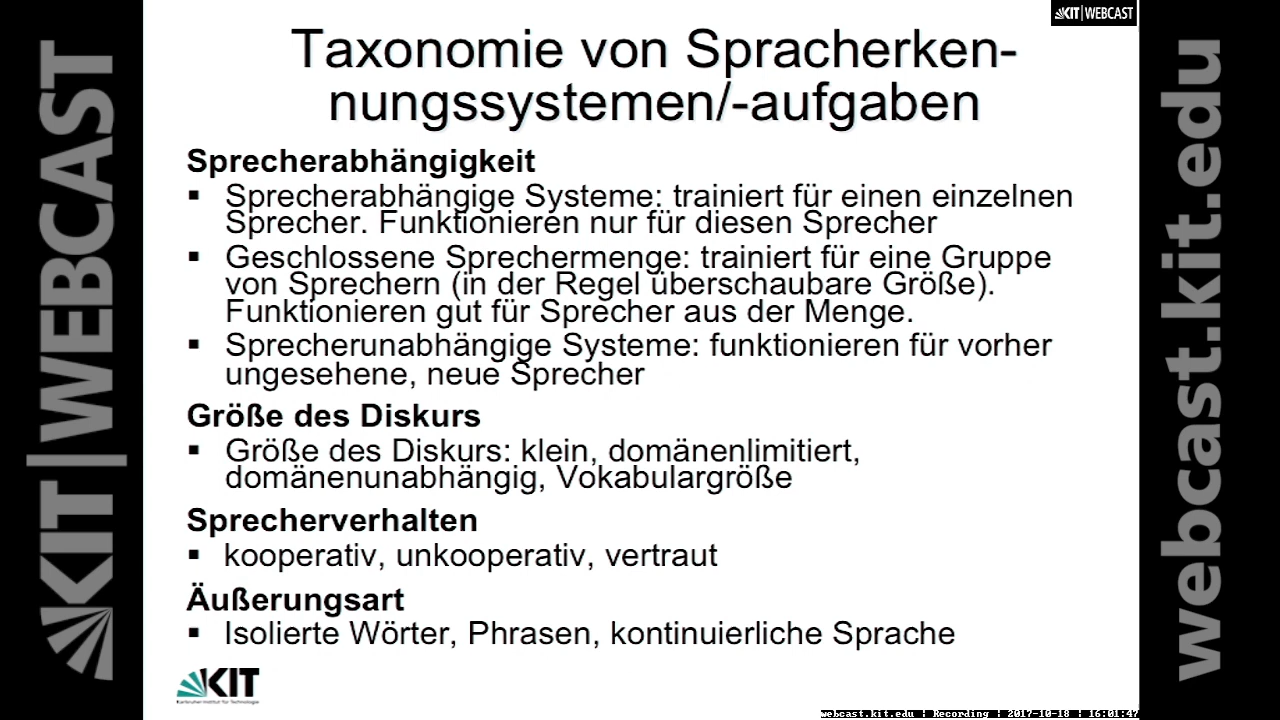 KIT|WEBCAST
Taxonomie von Spracherken-
nungssystemen/-aufgaben
Sprecherabhängigkeit
▪ Sprecherabhängige Systeme: trainiert für einen einzelnen
Sprecher. Funktionieren nur für diesen Sprecher
▪ Geschlossene Sprechermenge: trainiert für eine Gruppe
von Sprechern (in der Regel überschaubare Größe).
Funktionieren gut für Sprecher aus der Menge.
▪ Sprecherunabhängige Systeme: funktionieren für vorher
ungesehene, neue Sprecher
Größe des Diskurs
▪ Größe des Diskurs: klein, domänenlimitiert,
domänenunabhängig, Vokabulargröße
Sprecherverhalten
▪ kooperativ, unkooperativ, vertraut
Äußerungsart
▪ Isolierte Wörter, Phrasen, kontinuierliche Sprache
KIT
Karlsruher Institut für Technologie
webcast.kit.edu | Recording | 2017-10-18 | 16:01:47
KIT|WEBCAST
webcast.kit.edu